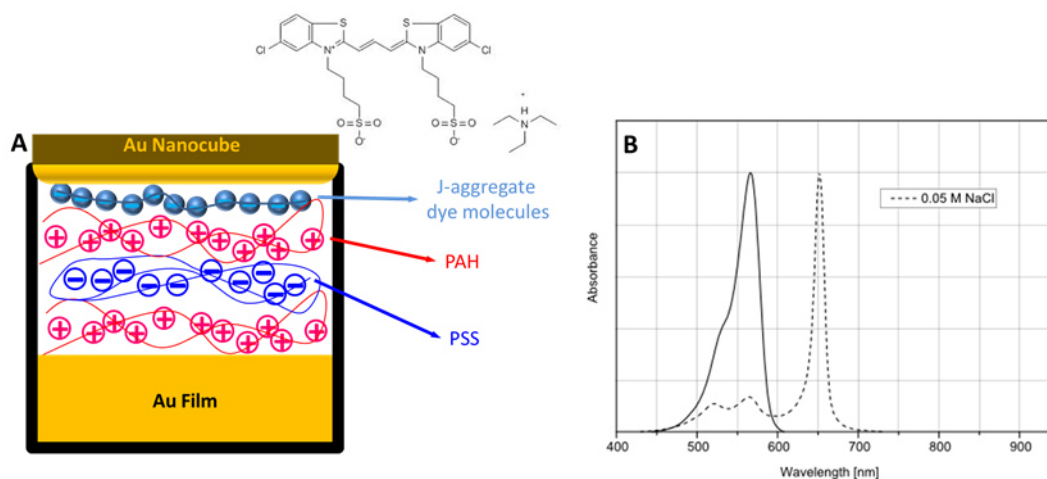 S
S
Cl
N+
N
Cl
O=S=O
O-
O=S=O
O-
+
H
N
A
Au Nanocube
J-aggregate
dye molecules
PAH
PSS
Au Film
B
0.05 M NaCl
Absorbance
400 500 600 700 800 900
Wavelength [nm]